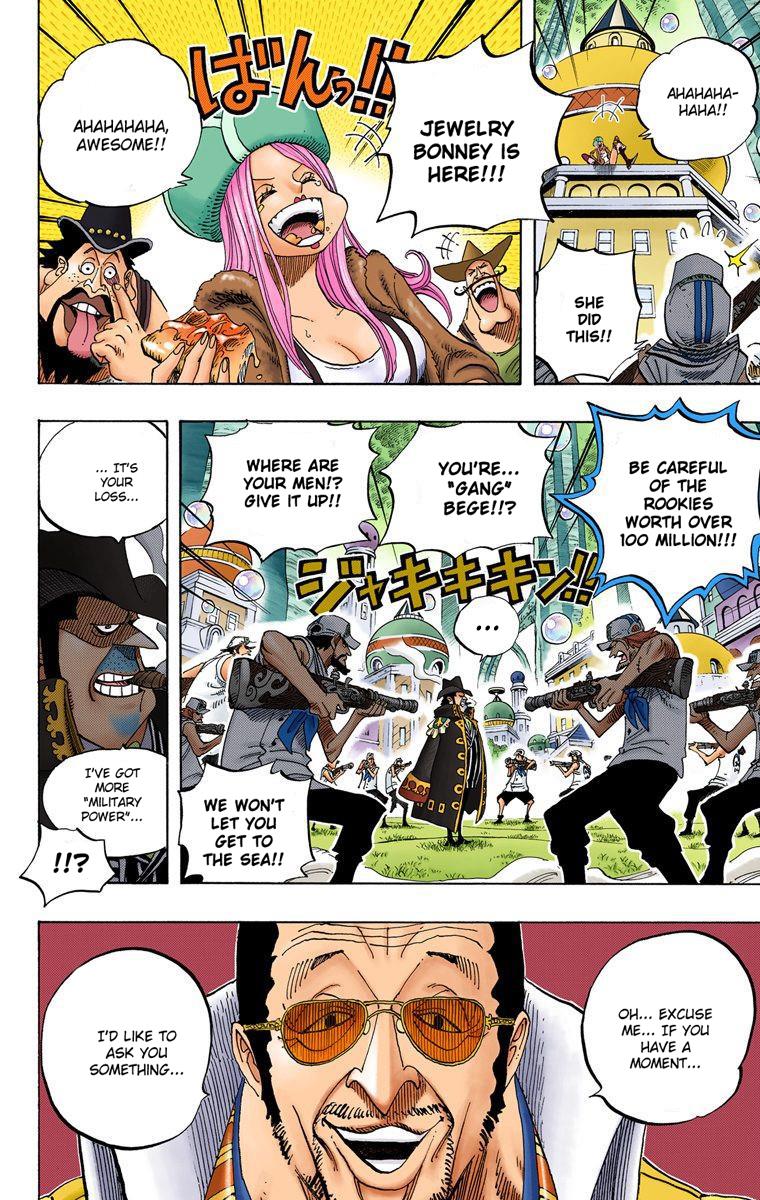 AHAHAHA-
HAHA!!
SHE
DID
THIS!!
JEWELRY
BONNEY IS
HERE!!!
ばんっ!!
AHAHAHAHA,
AWESOME!!
BE CAREFUL
OF THE
ROOKIES
WORTH OVER
100 MILLION!!!
YOU'RE...
"GANG"
BEGE!!?
WHERE ARE
YOUR MEN!?
GIVE IT UP!!
ジャキキキン!!
...
WE WON'T
LET YOU
GET TO
THE SEA!!
... IT'S
YOUR
LOSS...
I'VE GOT
MORE
"MILITARY
POWER"...
!!?
OH... EXCUSE
ME... IF YOU
HAVE A
MOMENT...
I'D LIKE TO
ASK YOU
SOMETHING...